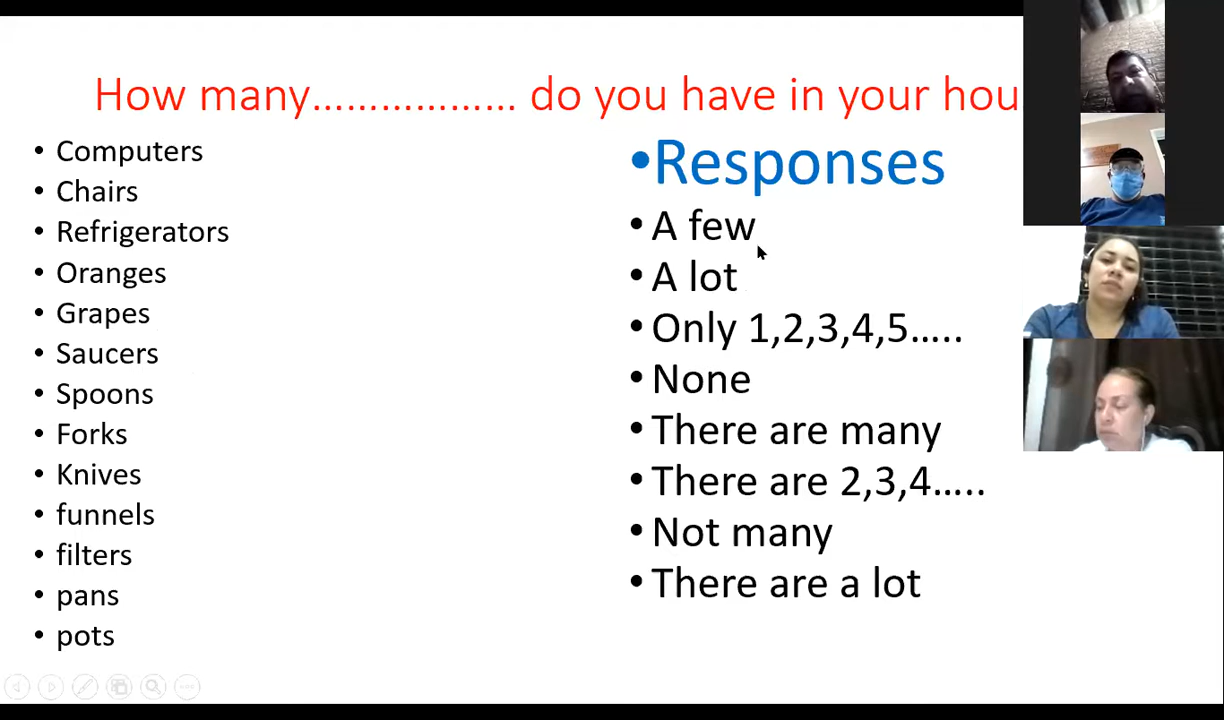 How many……………… do you have in your hou
• Computers
• Chairs
• Refrigerators
• Oranges
• Grapes
• Saucers
• Spoons
• Forks
• Knives
• funnels
• filters
• pans
• pots
•Responses
• A few
• A lot
• Only 1,2,3,4,5…..
• None
• There are many
• There are 2,3,4…..
• Not many
• There are a lot